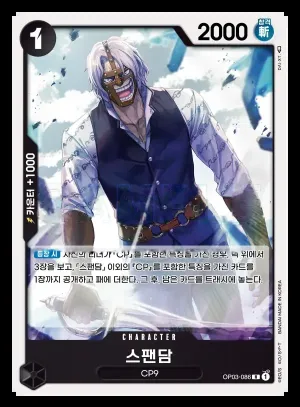 1
2000
참격
斬
카운터 +1000
등장 시 자신의 리더가 「CP」를 포함한 특징을 가진 경우, 덱 위에서
3장을 보고, 「스팬담」 이외의 「CP」를 포함한 특징을 가진 카드를
1장까지 공개하고 패에 더한다. 그 후, 남은 카드를 트래시에 놓는다.
CHARACTER
스팬담
CP9
OP03-086 R 1